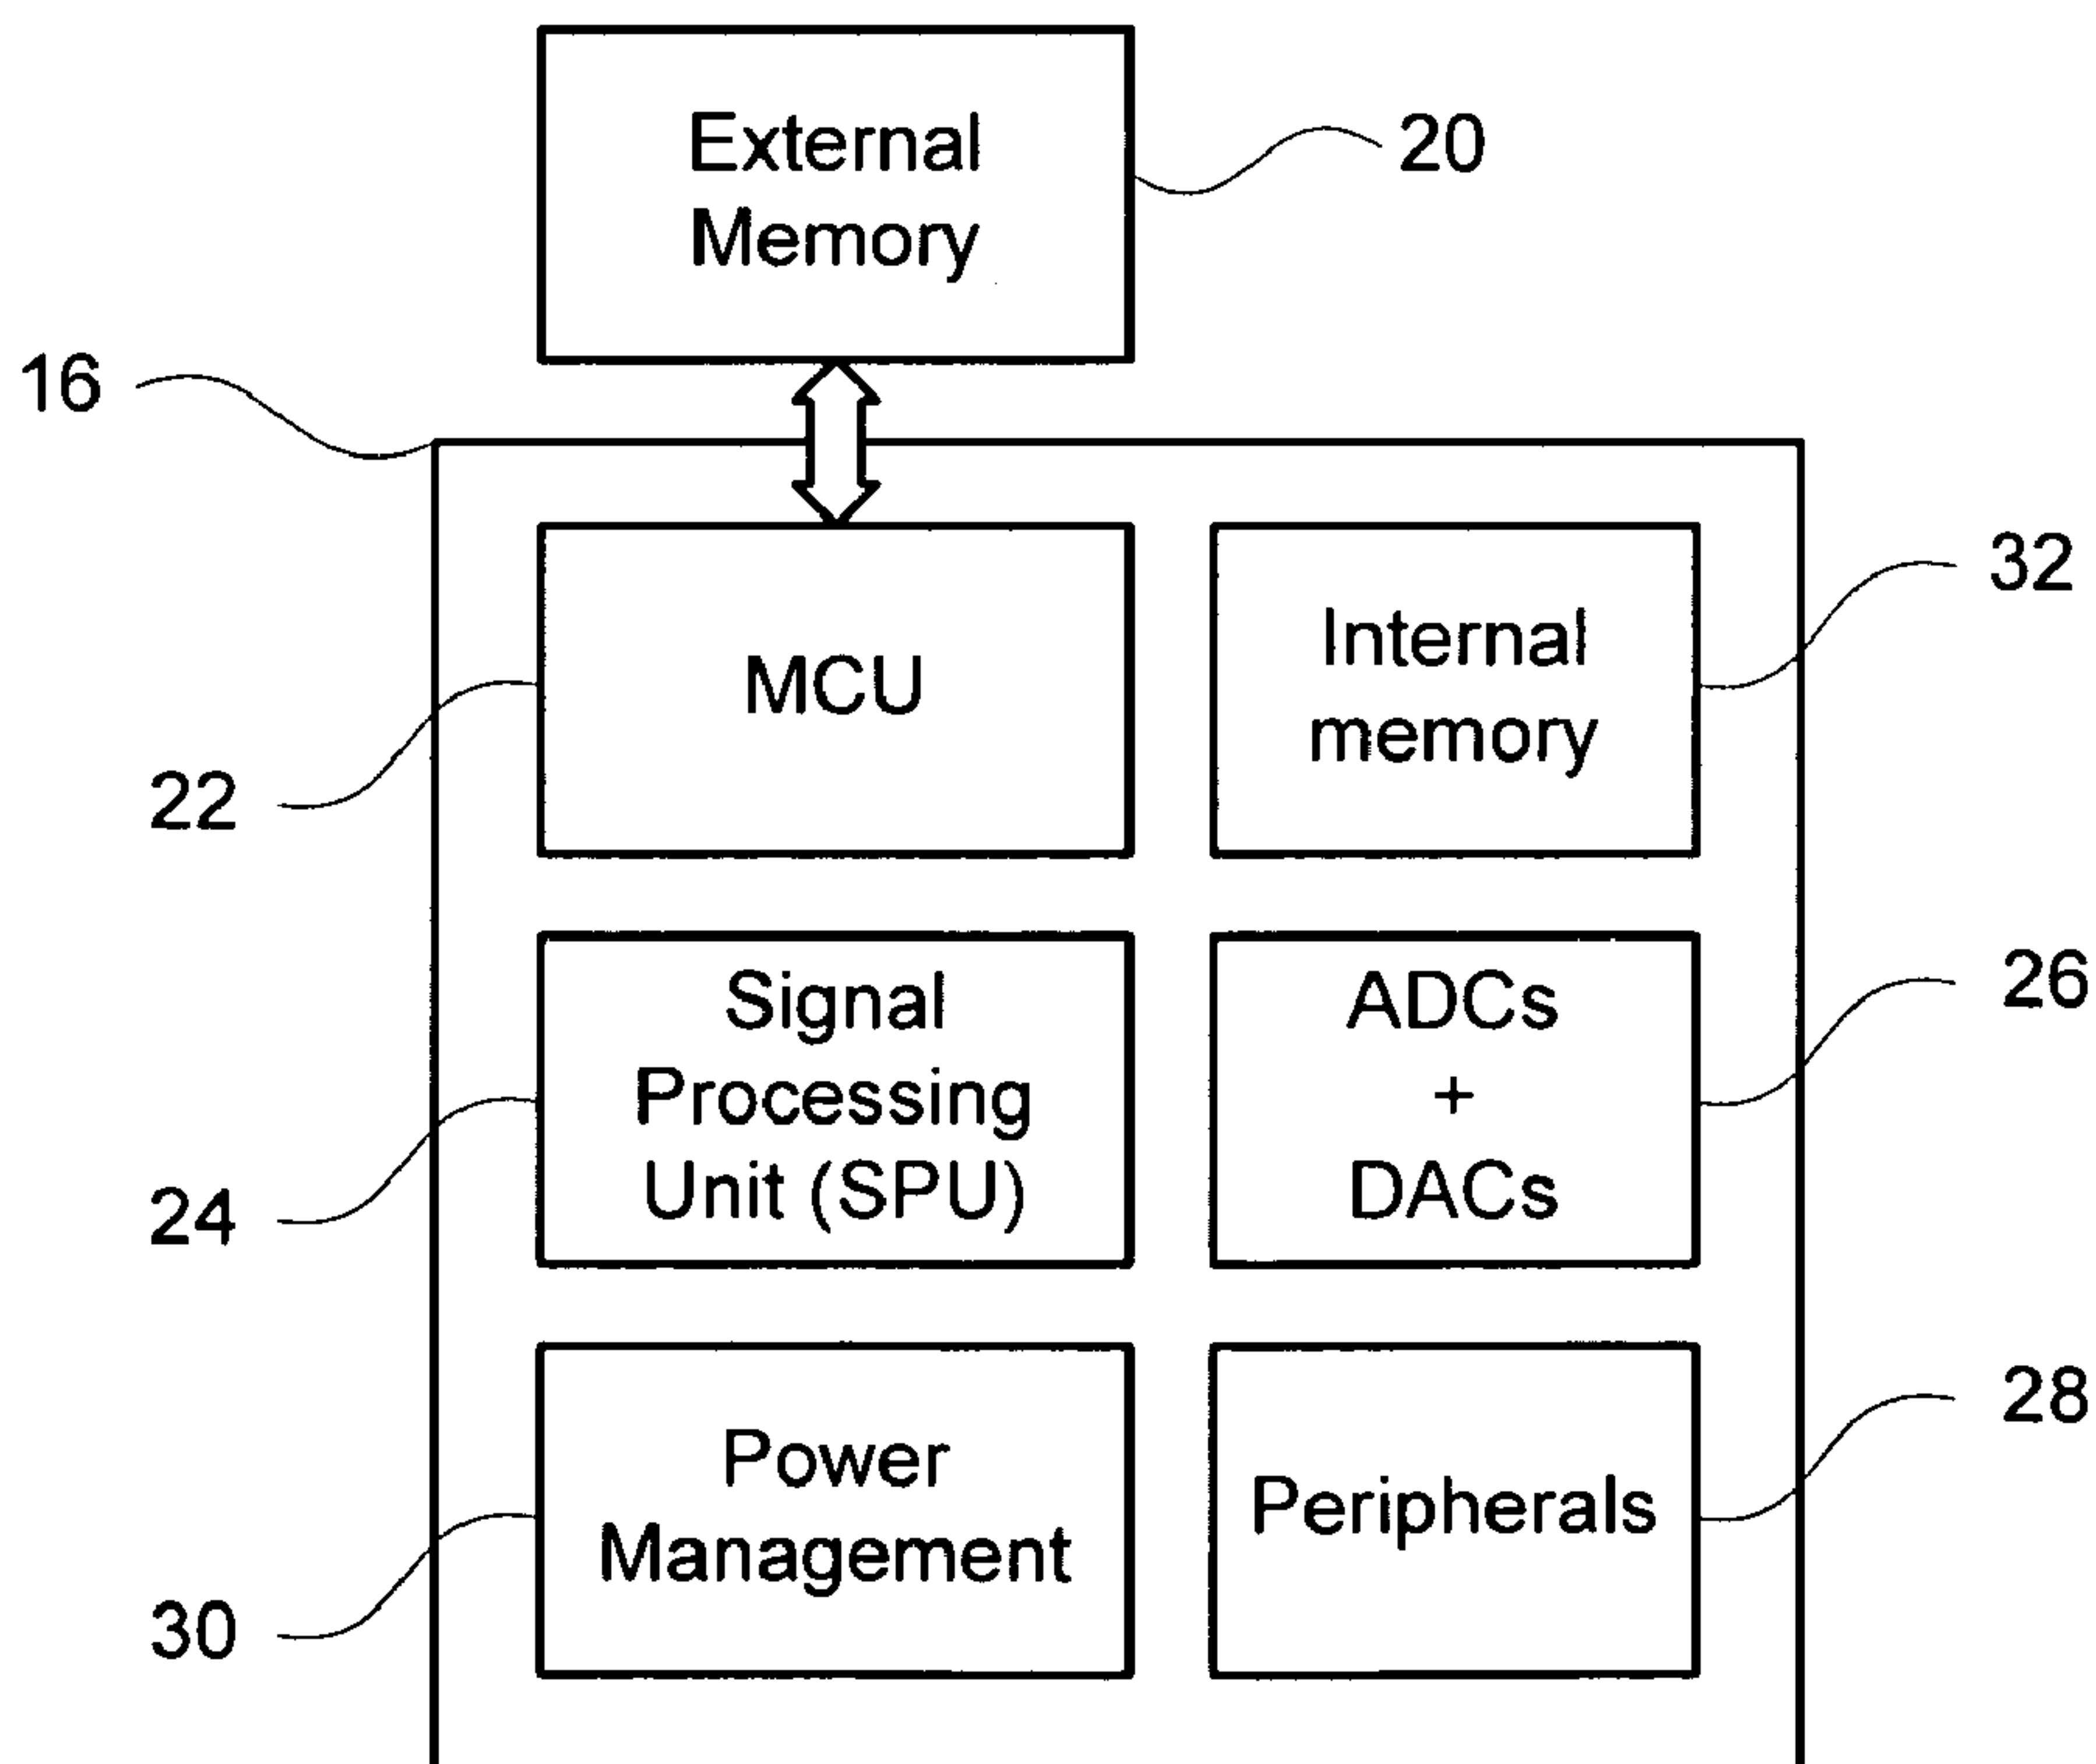 External
Memory
20
16
MCU
22
Internal
memory
32
Signal
Processing
Unit (SPU)
24
ADCs
+
DACs
26
Power
Management
30
Peripherals
28